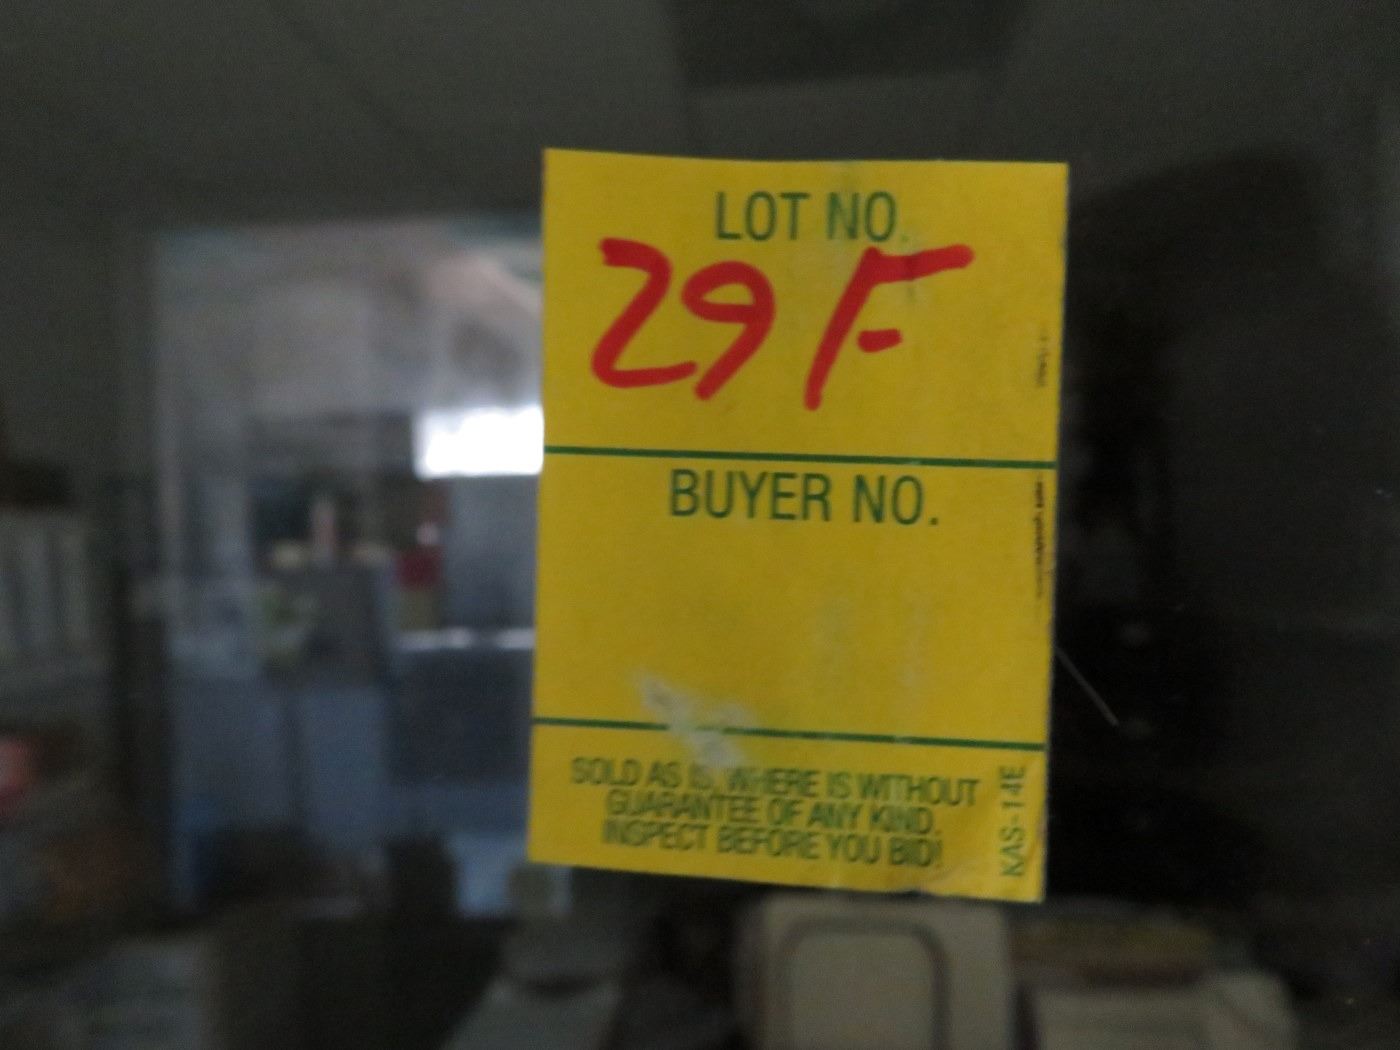 LOT NO.
29 F
BUYER NO.
SOLD AS IS, WHERE IS WITHOUT
GUARANTEE OF ANY KIND.
INSPECT BEFORE YOU BID!
KAS-14E